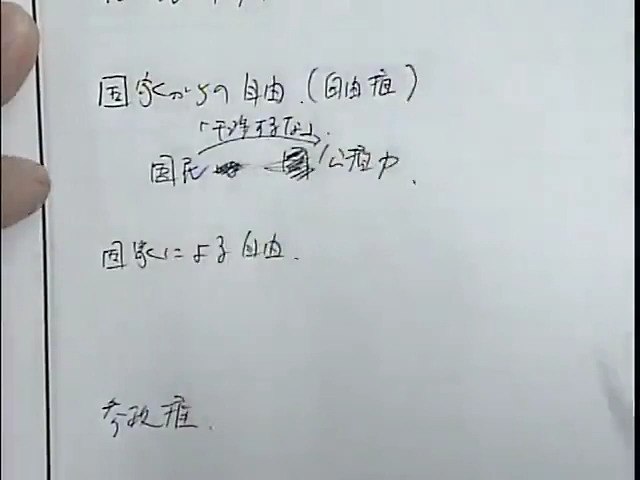 国家からの自由.(自由権)
「干渉するな」.
国民 公権力.
国家による自由.
参政権.